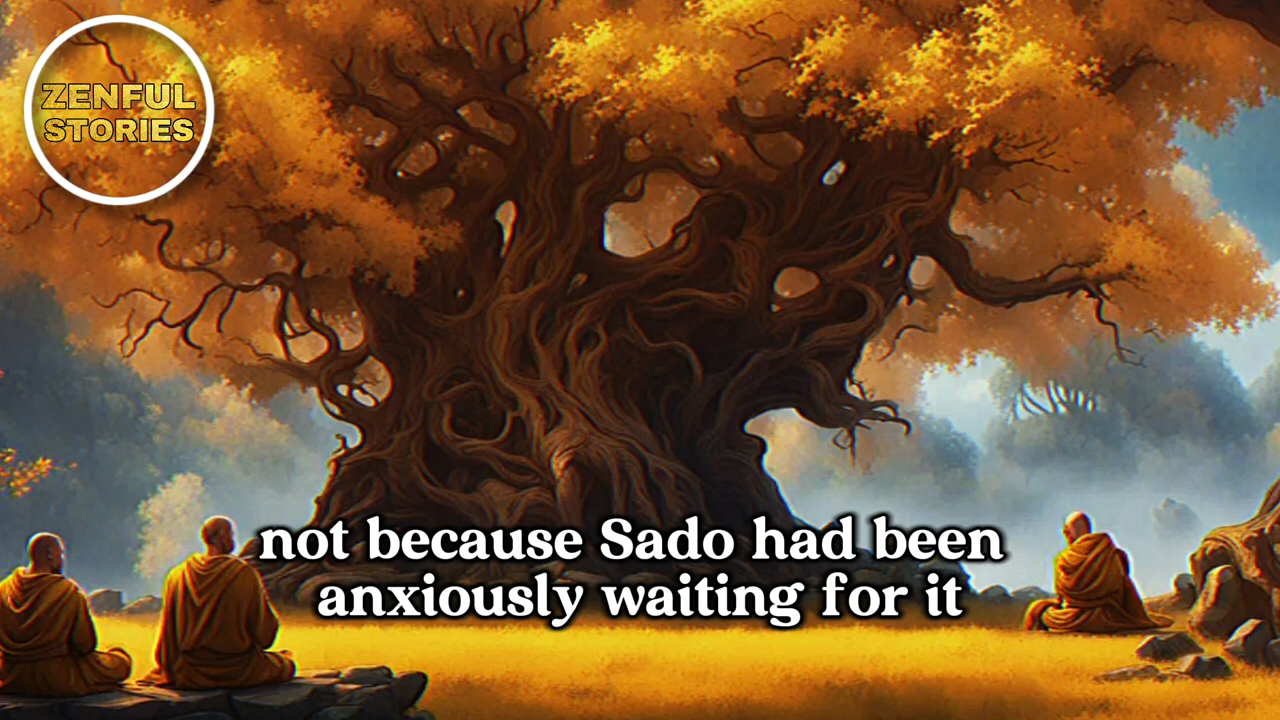 ZENFUL
STORIES
not because Sado had been
anxiously waiting for it